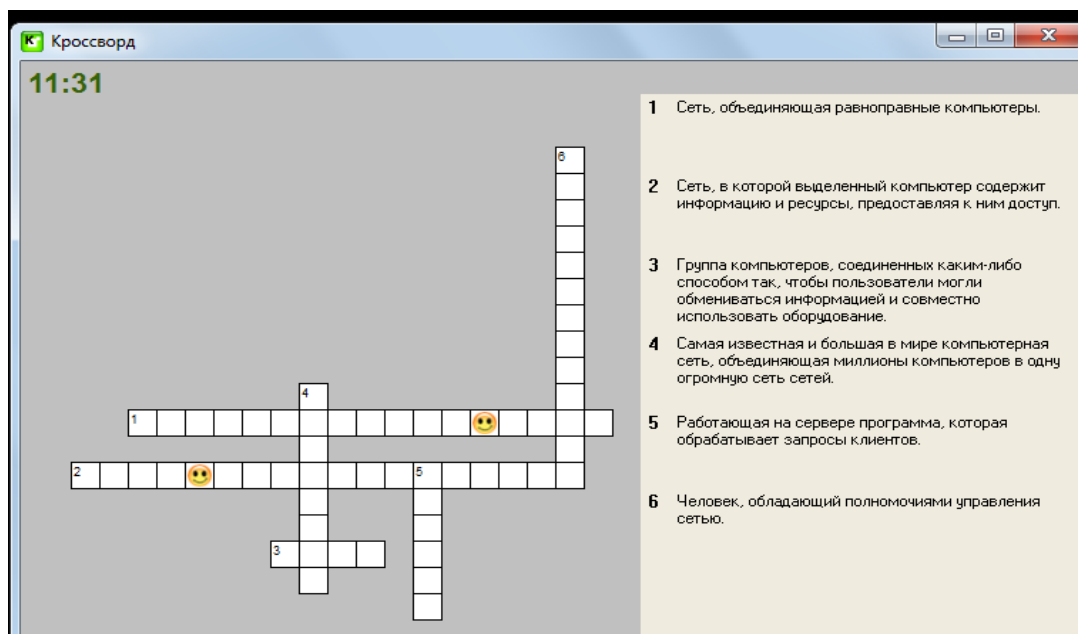 Кроссворд
11:31
6
4
1
2
5
3
1 Сеть, объединяющая равноправные компьютеры.
2 Сеть, в которой выделенный компьютер содержит
информацию и ресурсы, предоставляя к ним доступ.
3 Группа компьютеров, соединенных каким-либо
способом так, чтобы пользователи могли
обмениваться информацией и совместно
использовать оборудование.
4 Самая известная и большая в мире компьютерная
сеть, объединяющая миллионы компьютеров в одну
огромную сеть сетей.
5 Работающая на сервере программа, которая
обрабатывает запросы клиентов.
6 Человек, обладающий полномочиями управления
сетью.